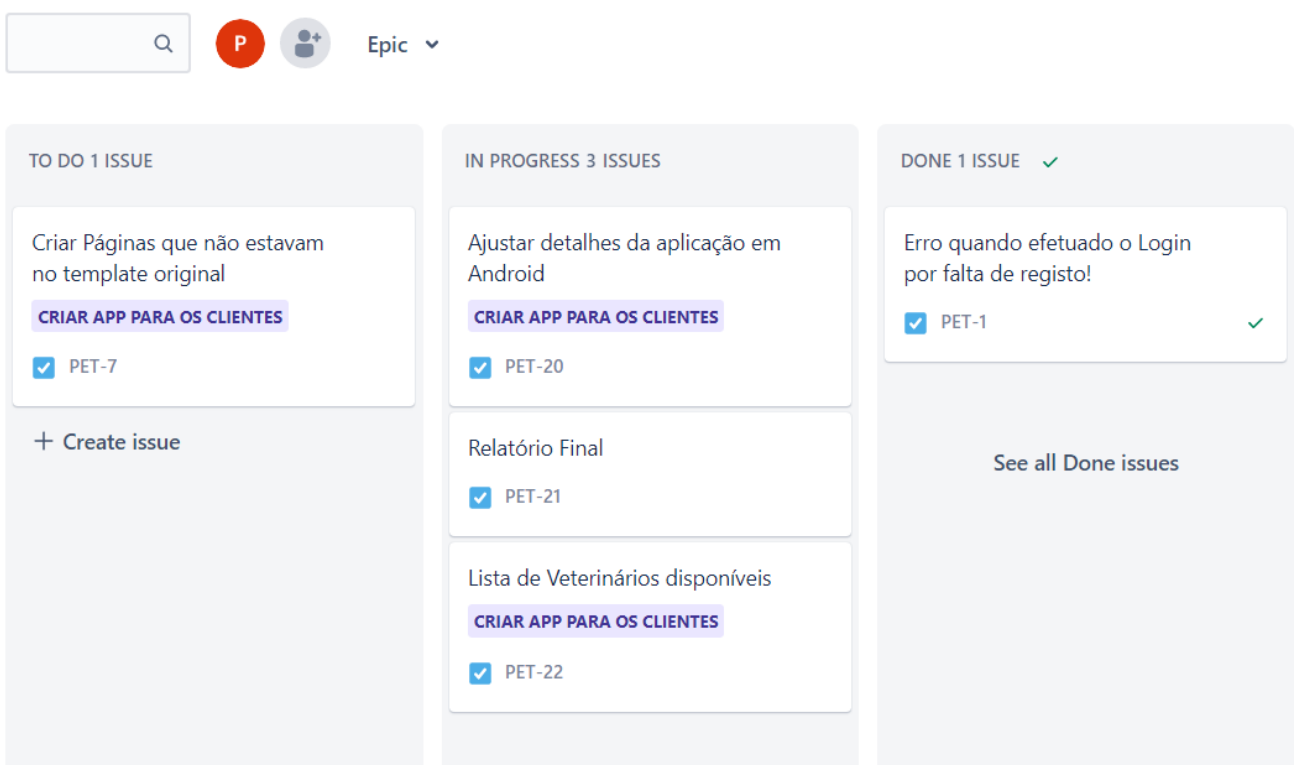 P
Epic
TO DO 1 ISSUE
Criar Páginas que não estavam
no template original
CRIAR APP PARA OS CLIENTES
PET-7
+ Create issue
IN PROGRESS 3 ISSUES
Ajustar detalhes da aplicação em
Android
CRIAR APP PARA OS CLIENTES
PET-20
Relatório Final
PET-21
Lista de Veterinários disponíveis
CRIAR APP PARA OS CLIENTES
PET-22
DONE 1 ISSUE
Erro quando efetuado o Login
por falta de registo!
PET-1
See all Done issues